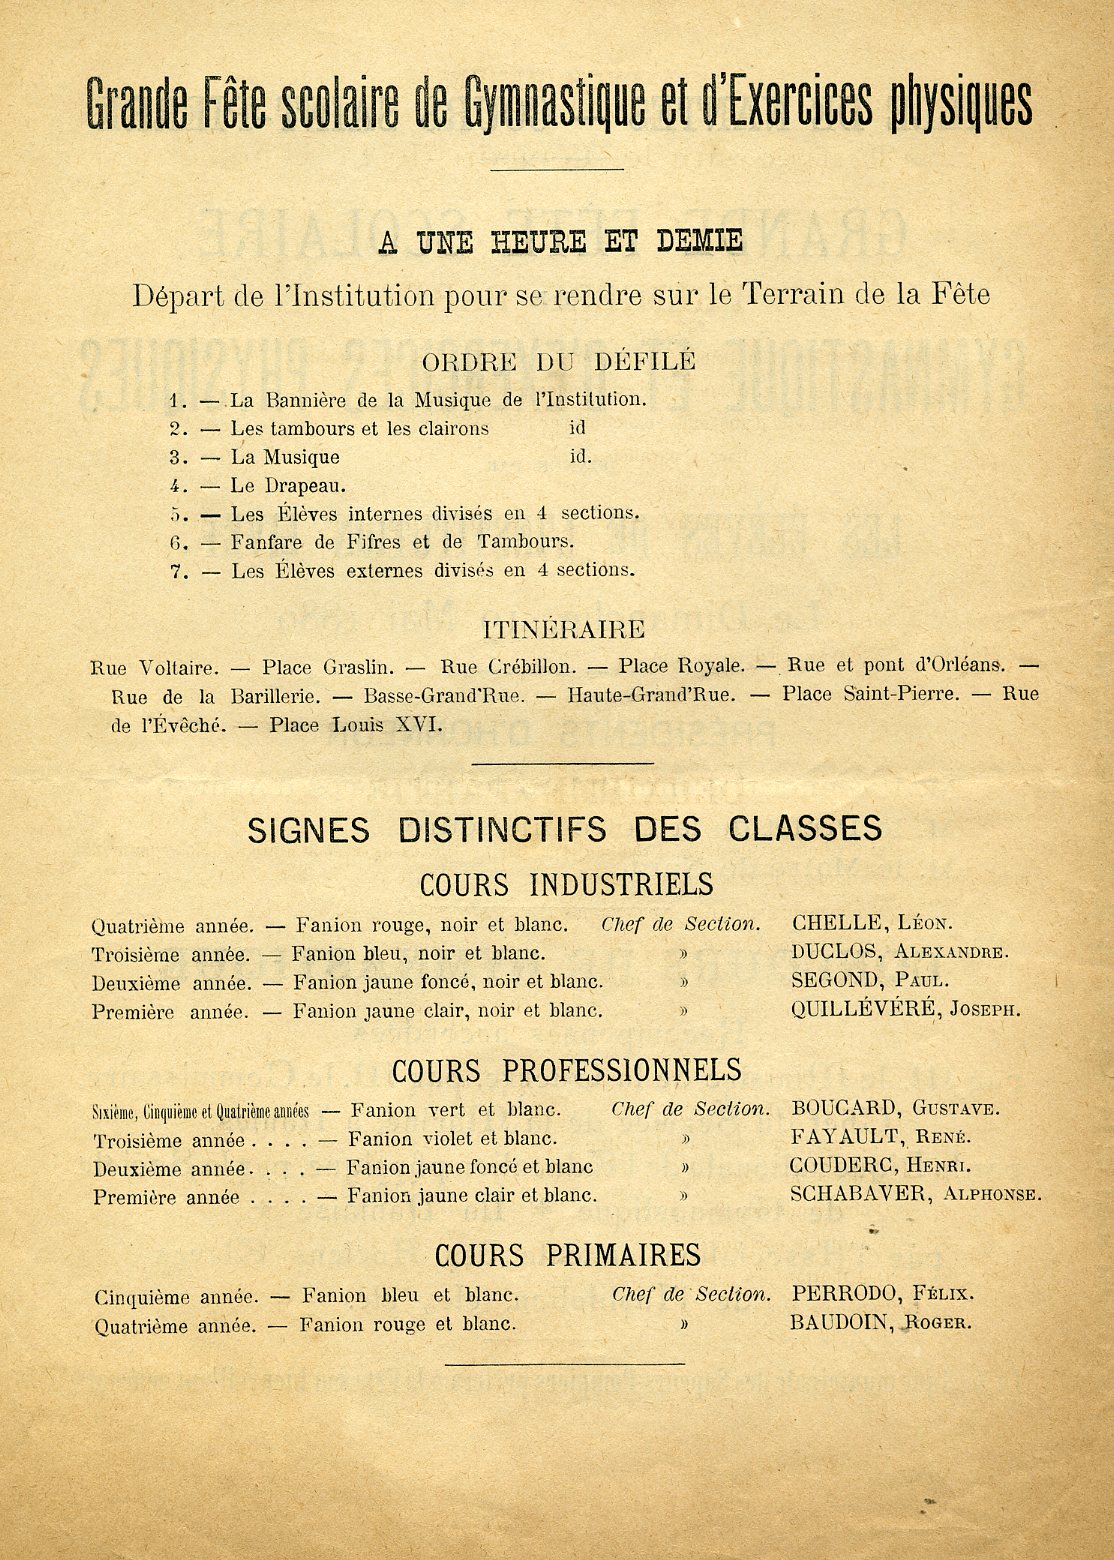 Grande Fête scolaire de Gymnastique et d'Exercices physiques
A UNE HEURE ET DEMIE
Départ de l'Institution pour se rendre sur le Terrain de la Fête
ORDRE DU DÉFILÉ
1. — La Bannière de la Musique de l'Institution.
2. — Les tambours et les clairons id
3. — La Musique id.
4. — Le Drapeau.
5. — Les Élèves internes divisés en 4 sections.
6. — Fanfare de Fifres et de Tambours.
7. — Les Élèves externes divisés en 4 sections.
ITINÉRAIRE
Rue Voltaire. — Place Graslin. — Rue Crébillon. — Place Royale. — Rue et pont d'Orléans. —
Rue de la Barillerie. — Basse-Grand'Rue. — Haute-Grand'Rue. — Place Saint-Pierre. — Rue
de l'Évêché. — Place Louis XVI.
SIGNES DISTINCTIFS DES CLASSES
COURS INDUSTRIELS
Quatrième année. — Fanion rouge, noir et blanc. Chef de Section. CHELLE, LÉON.
Troisième année. — Fanion bleu, noir et blanc. » DUCLOS, ALEXANDRE.
Deuxième année. — Fanion jaune foncé, noir et blanc. » SEGOND, PAUL.
Première année. — Fanion jaune clair, noir et blanc. » QUILLÉVÉRÉ, JOSEPH.
COURS PROFESSIONNELS
Sixième, Cinquième et Quatrième années — Fanion vert et blanc. Chef de Section. BOUCARD, GUSTAVE.
Troisième année . . . . — Fanion violet et blanc. » FAYAULT, RENÉ.
Deuxième année . . . . — Fanion jaune foncé et blanc » COUDERC, HENRI.
Première année . . . . — Fanion jaune clair et blanc. » SCHABAVER, ALPHONSE.
COURS PRIMAIRES
Cinquième année. — Fanion bleu et blanc. Chef de Section. PERRODO, FÉLIX.
Quatrième année. — Fanion rouge et blanc. » BAUDOIN, ROGER.